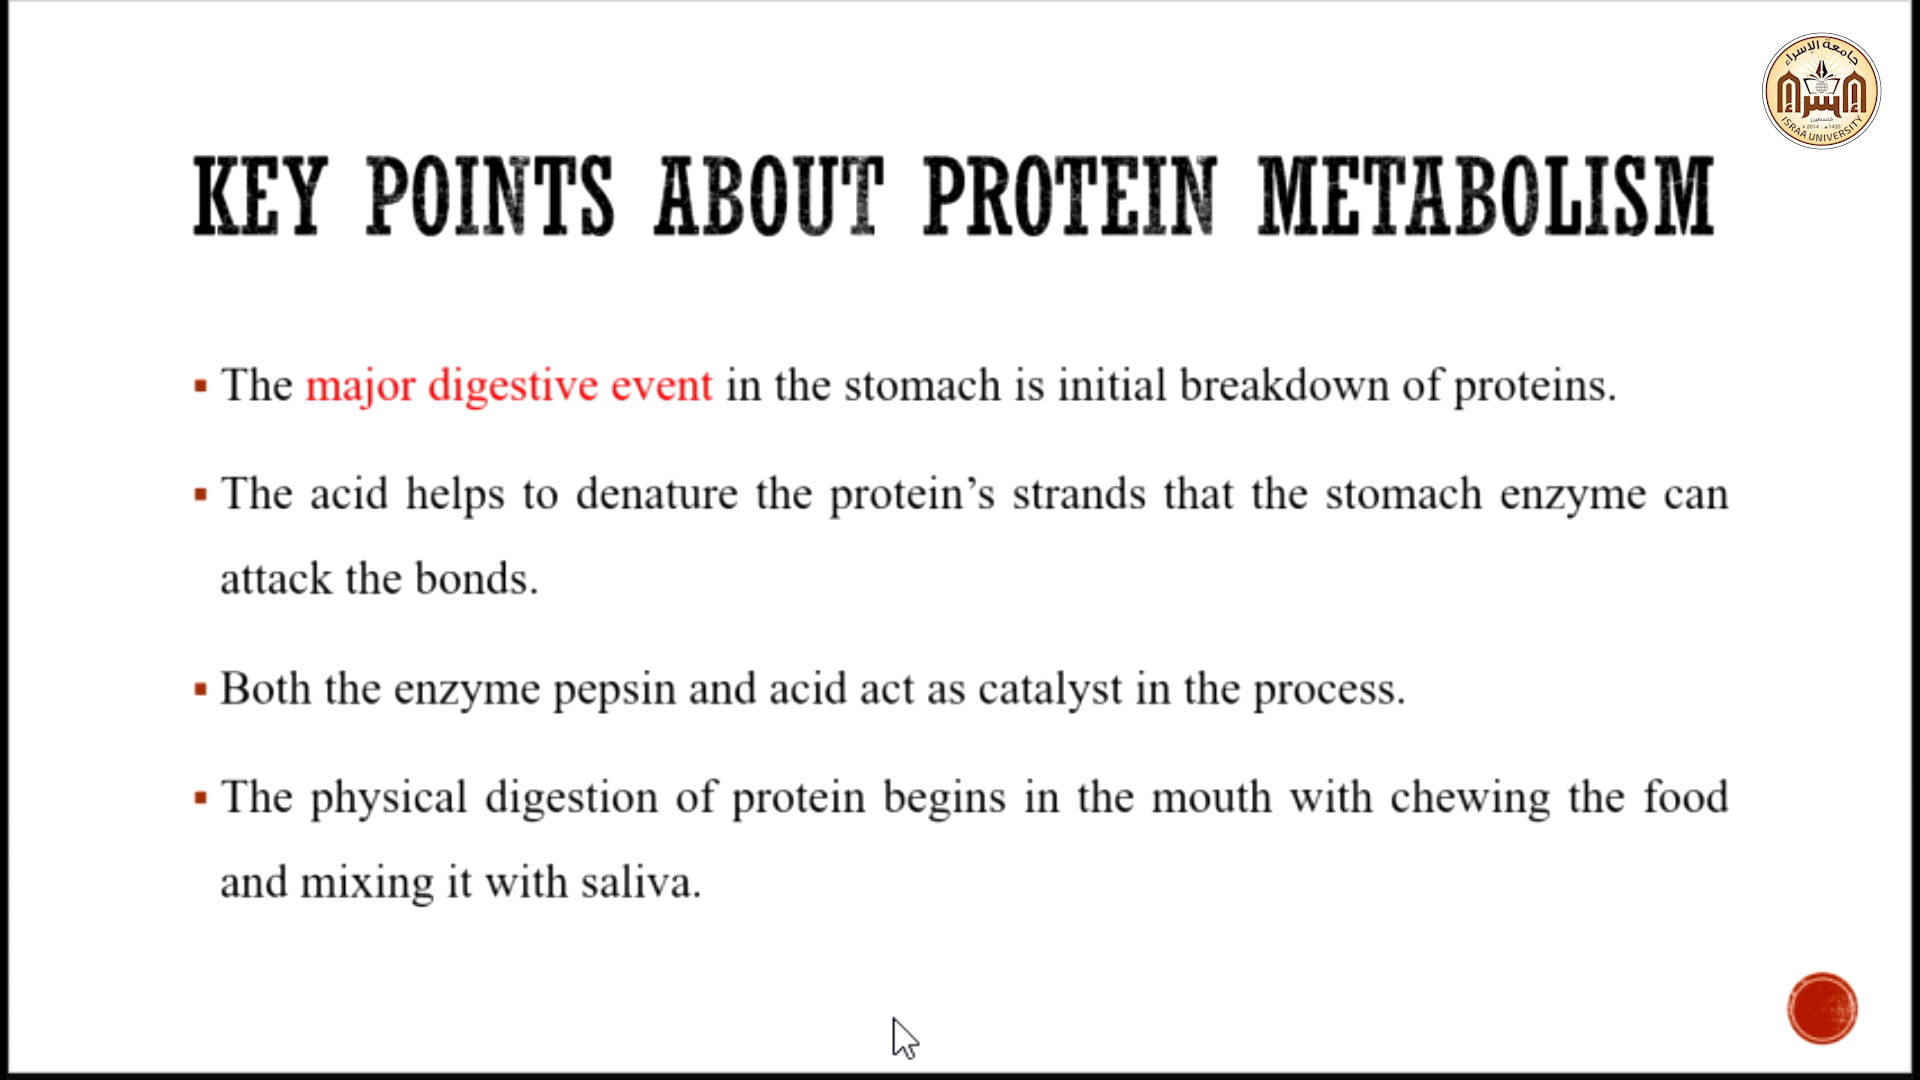 جامعة الإسراء
إسراء
فلسطين
ISRAA UNIVERSITY
KEY POINTS ABOUT PROTEIN METABOLISM
▪ The major digestive event in the stomach is initial breakdown of proteins.
▪ The acid helps to denature the protein’s strands that the stomach enzyme can
attack the bonds.
▪ Both the enzyme pepsin and acid act as catalyst in the process.
▪ The physical digestion of protein begins in the mouth with chewing the food
and mixing it with saliva.